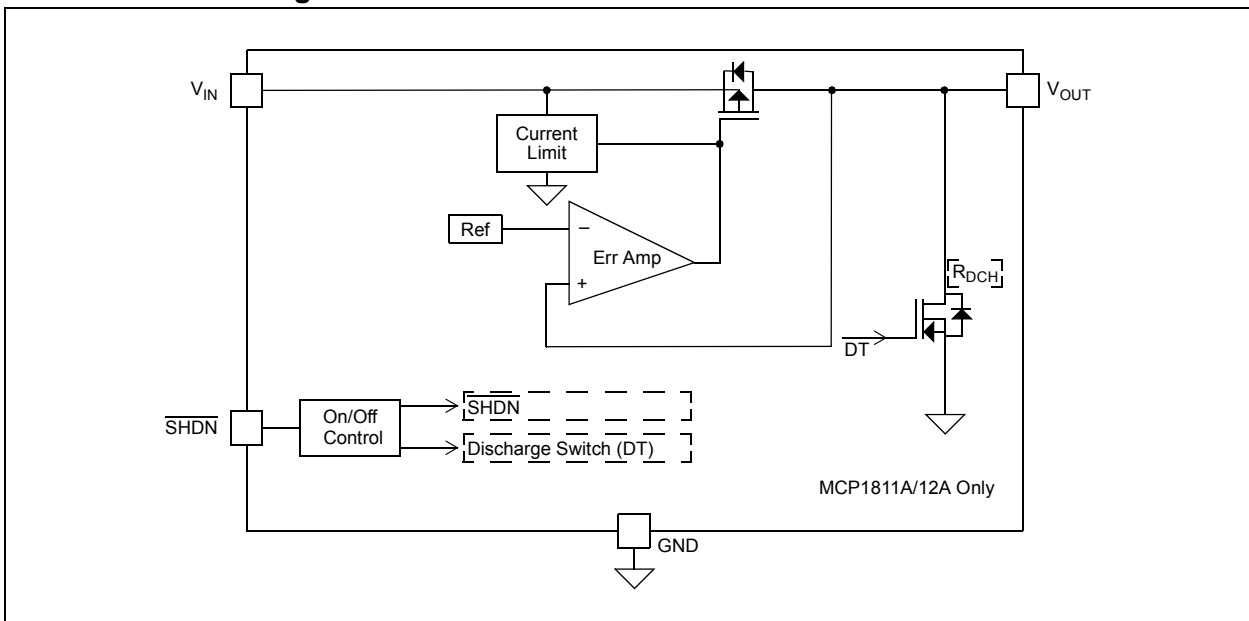 V_IN
V_OUT
Current
Limit
Ref
–
Err Amp
+
R_DCH
DT
SHDN
On/Off
Control
SHDN
Discharge Switch (DT)
MCP1811A/12A Only
GND